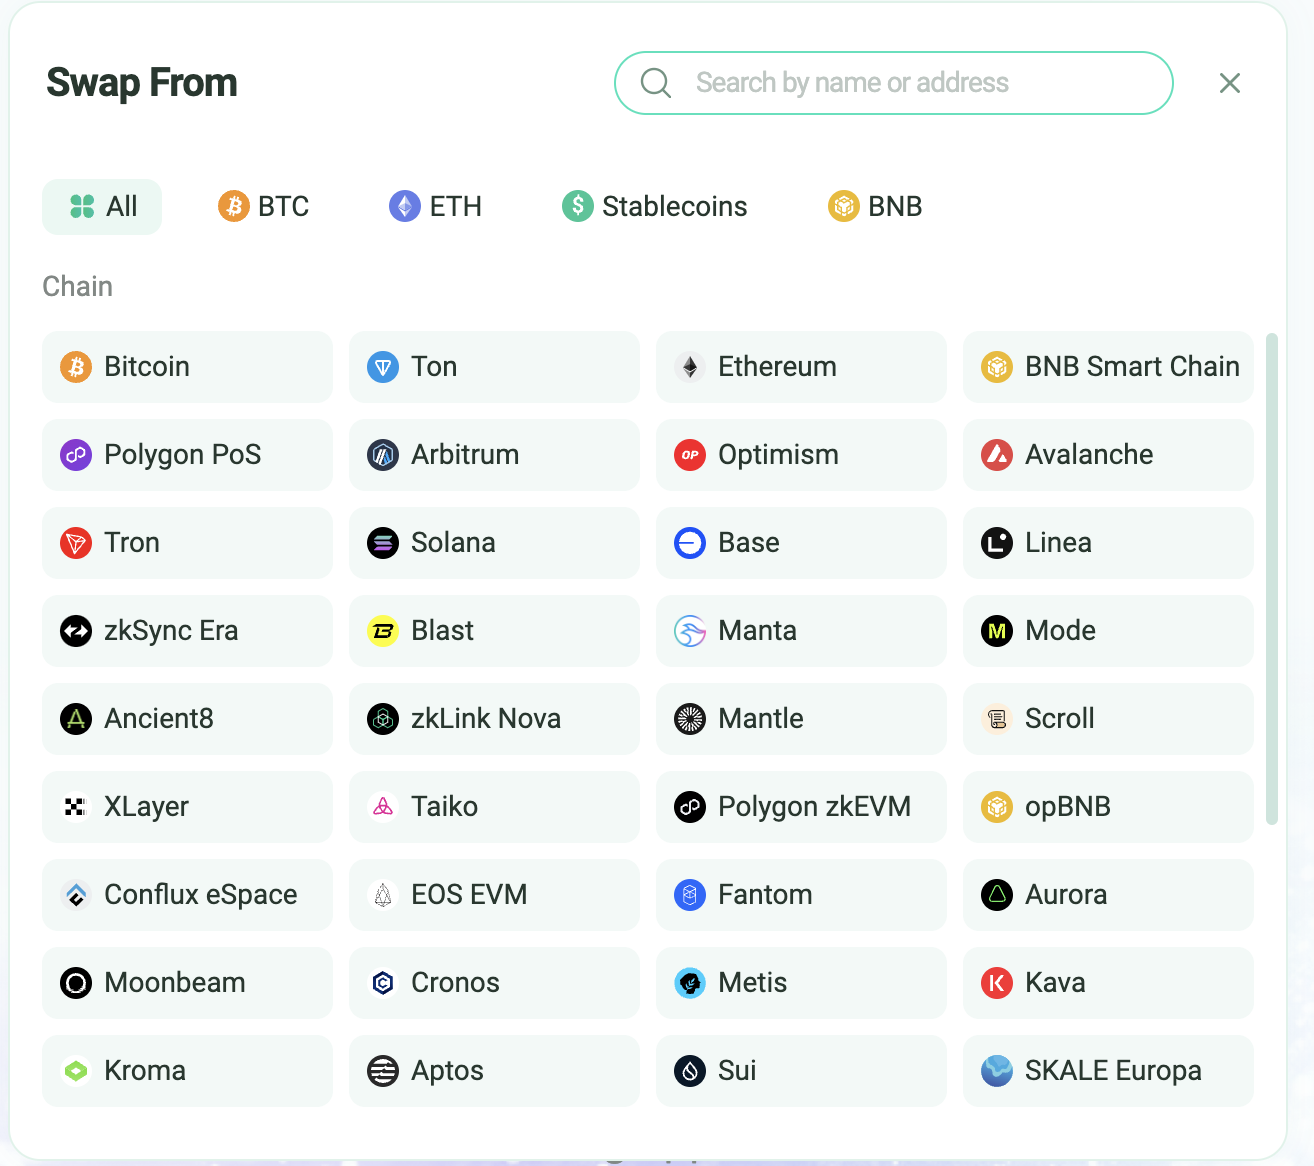 Swap From
Search by name or address
All BTC ETH Stablecoins BNB
Chain
Bitcoin Ton Ethereum BNB Smart Chain
Polygon PoS Arbitrum OP Optimism Avalanche
Tron Solana Base Linea
zkSync Era Blast Manta M Mode
Ancient8 zkLink Nova Mantle Scroll
XLayer Taiko Polygon zkEVM opBNB
Conflux eSpace EOS EVM Fantom Aurora
Moonbeam Cronos Metis Kava
Kroma Aptos Sui SKALE Europa